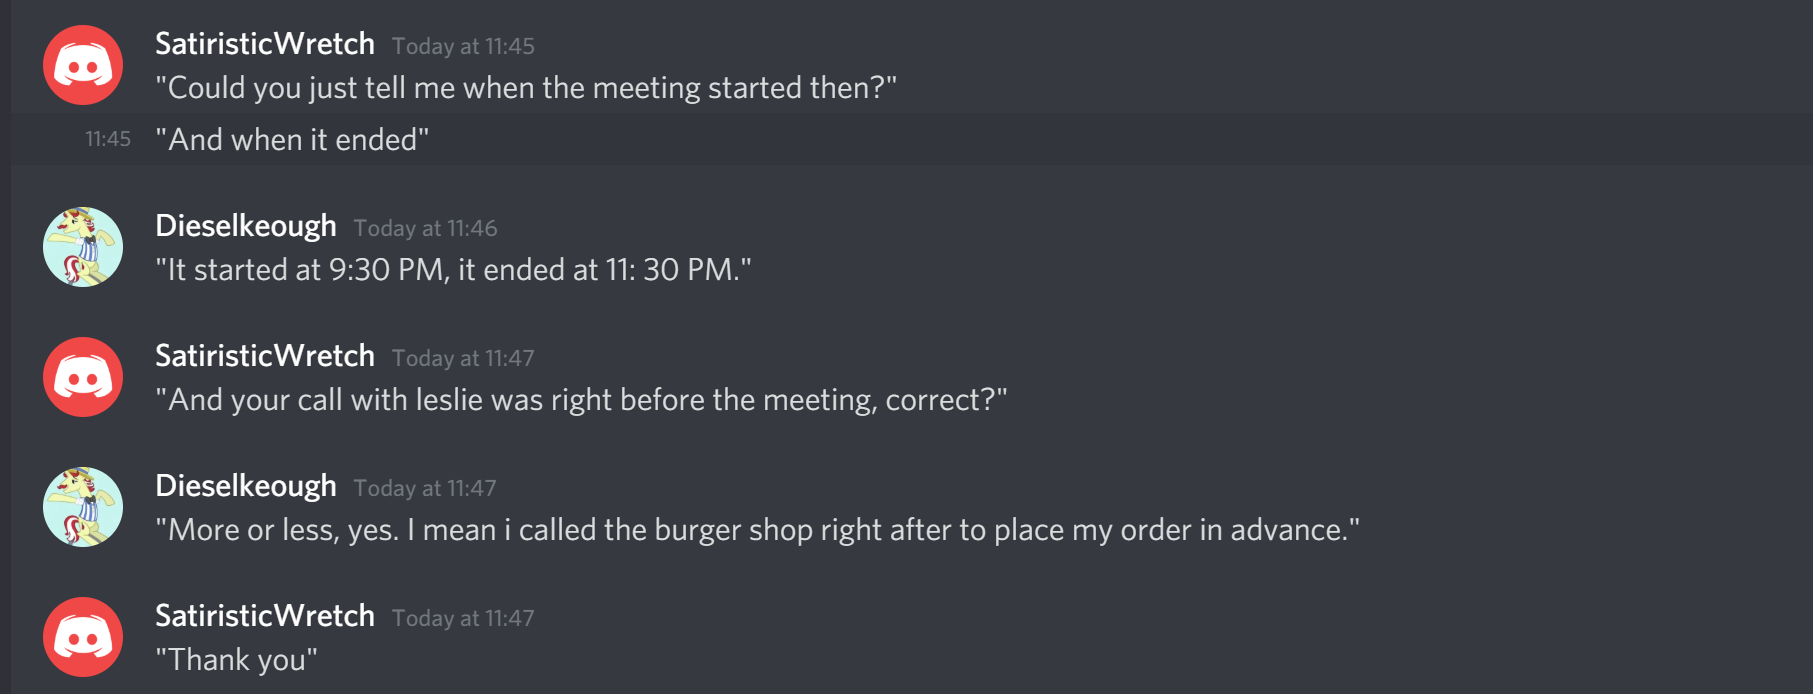 SatiristicWretch Today at 11:45
"Could you just tell me when the meeting started then?"
11:45 "And when it ended"
Dieselkeough Today at 11:46
"It started at 9:30 PM, it ended at 11: 30 PM."
SatiristicWretch Today at 11:47
"And your call with leslie was right before the meeting, correct?"
Dieselkeough Today at 11:47
"More or less, yes. I mean i called the burger shop right after to place my order in advance."
SatiristicWretch Today at 11:47
"Thank you"